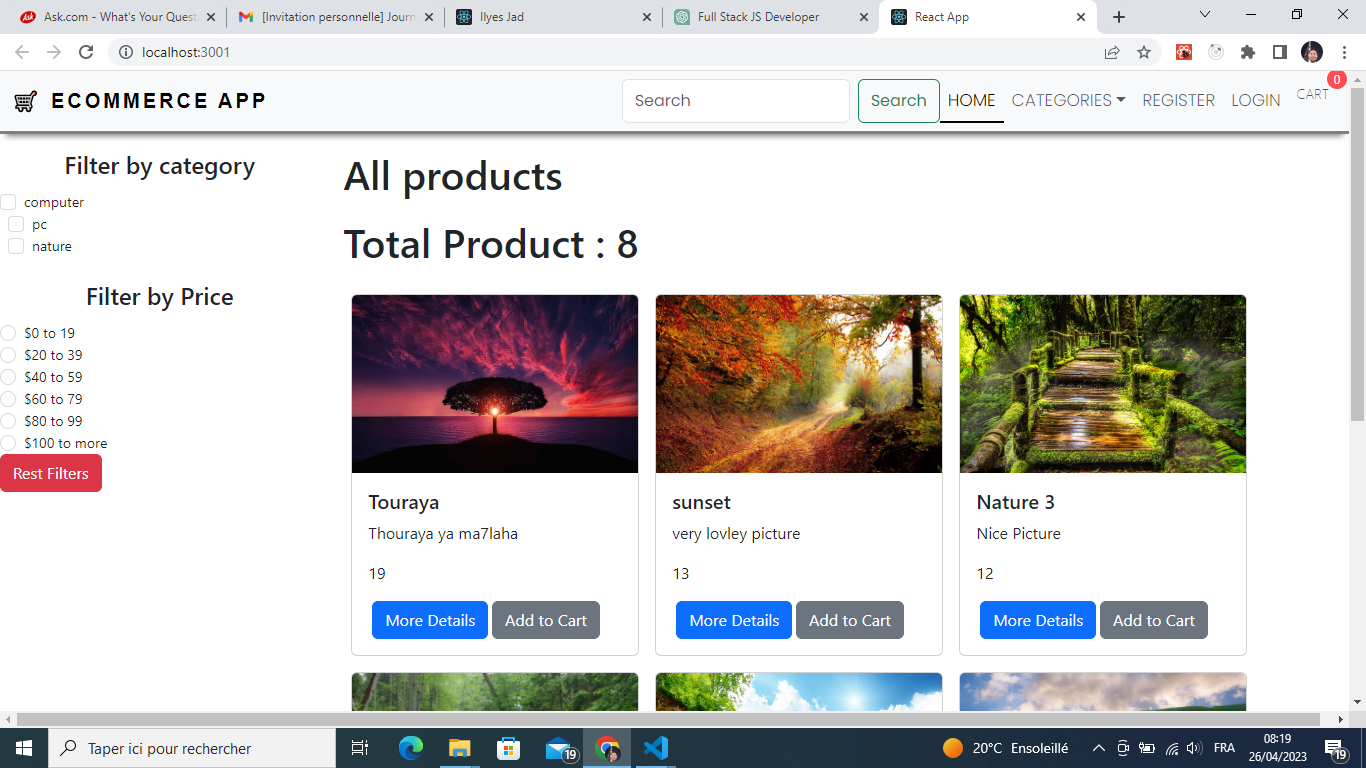 Ask.com - What's Your Quest
[Invitation personnelle] Journ
Ilyes Jad
Full Stack JS Developer
React App
localhost:3001
ECOMMERCE APP
Search
Search
HOME
CATEGORIES
REGISTER
LOGIN
CART
0
Filter by category
computer
pc
nature
Filter by Price
$0 to 19
$20 to 39
$40 to 59
$60 to 79
$80 to 99
$100 to more
Rest Filters
All products
Total Product : 8
Touraya
Thouraya ya ma7laha
19
More Details
Add to Cart
sunset
very lovley picture
13
More Details
Add to Cart
Nature 3
Nice Picture
12
More Details
Add to Cart
Taper ici pour rechercher
19
20°C Ensoleillé
FRA
08:19
26/04/2023
19